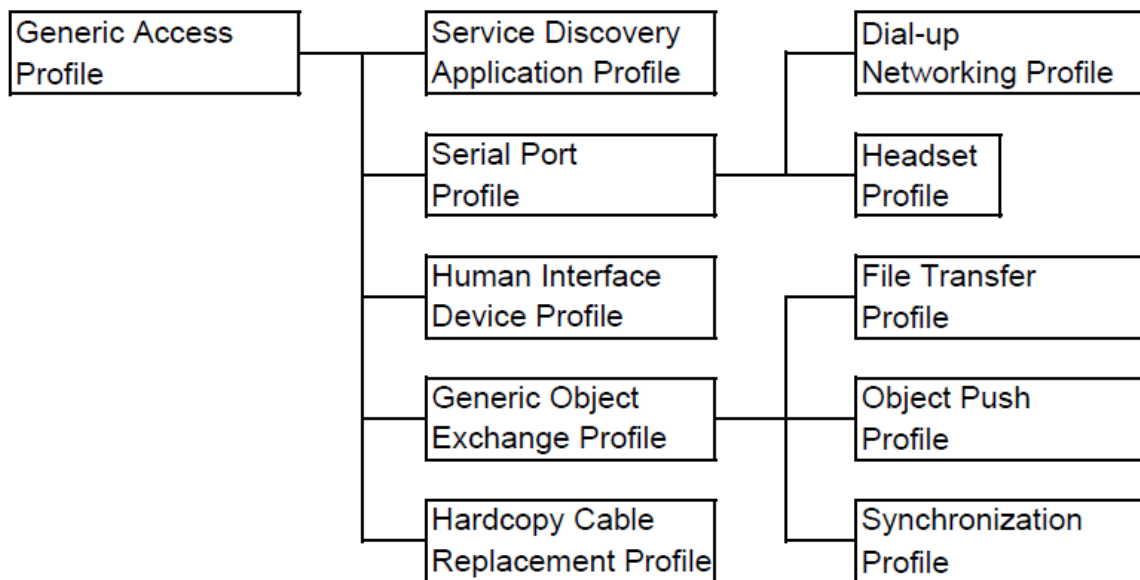 Generic Access
Profile
Service Discovery
Application Profile
Dial-up
Networking Profile
Serial Port
Profile
Headset
Profile
Human Interface
Device Profile
File Transfer
Profile
Generic Object
Exchange Profile
Object Push
Profile
Hardcopy Cable
Replacement Profile
Synchronization
Profile